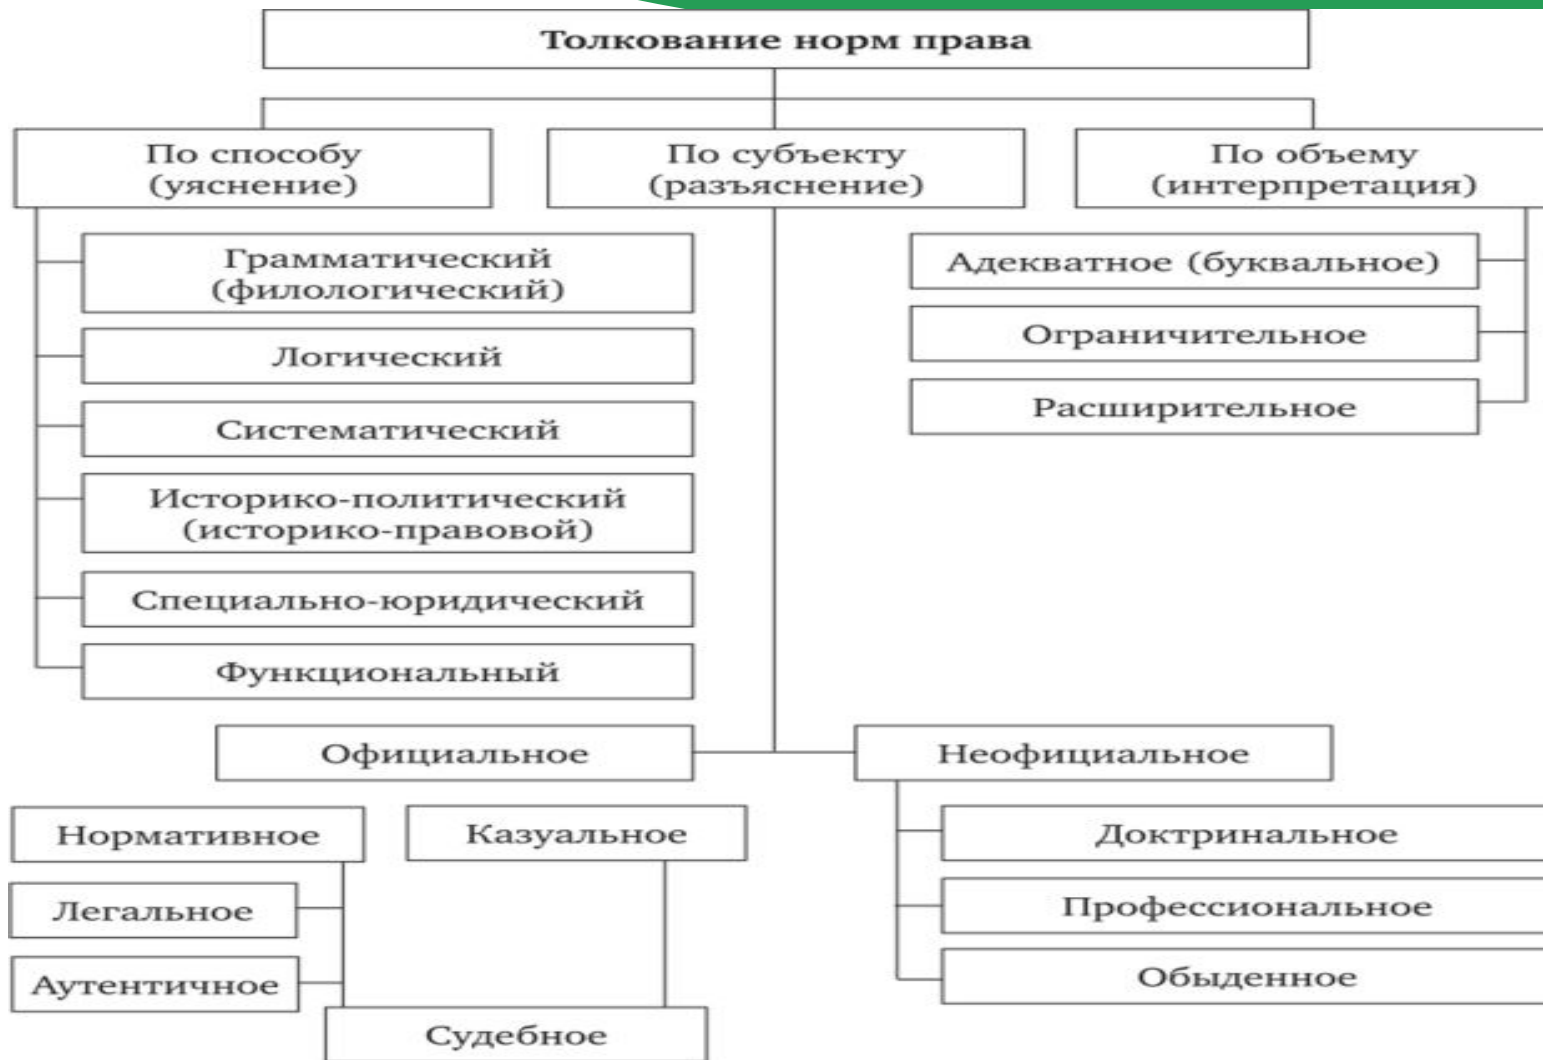 Толкование норм права
По способу
(уяснение)
По субъекту
(разъяснение)
По объему
(интерпретация)
Грамматический
(филологический)
Логический
Систематический
Историко-политический
(историко-правовой)
Специально-юридический
Функциональный
Адекватное (буквальное)
Ограничительное
Расширительное
Официальное
Неофициальное
Нормативное
Казуальное
Легальное
Аутентичное
Судебное
Доктринальное
Профессиональное
Обыденное